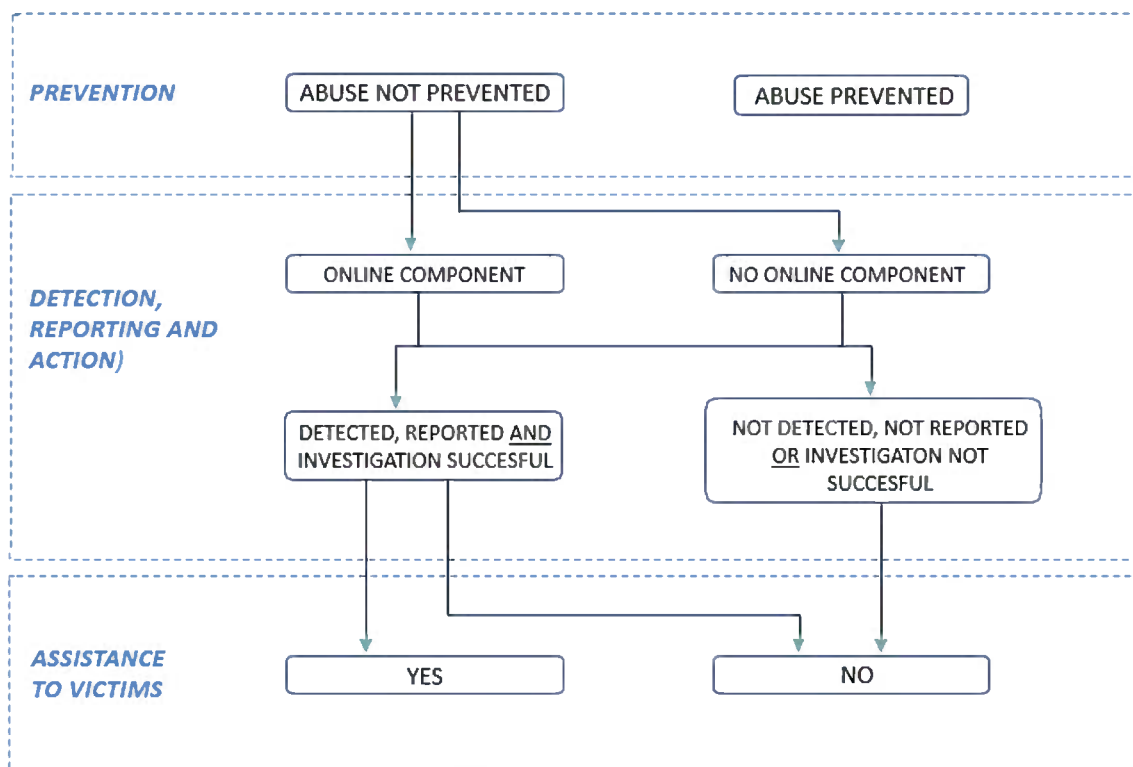 PREVENTION
ABUSE NOT PREVENTED
ABUSE PREVENTED
ONLINE COMPONENT
NO ONLINE COMPONENT
DETECTION,
REPORTING AND
ACTION)
DETECTED, REPORTED AND
INVESTIGATION SUCCESFUL
NOT DETECTED, NOT REPORTED
OR INVESTIGATON NOT
SUCCESFUL
ASSISTANCE
TO VICTIMS
YES
NO